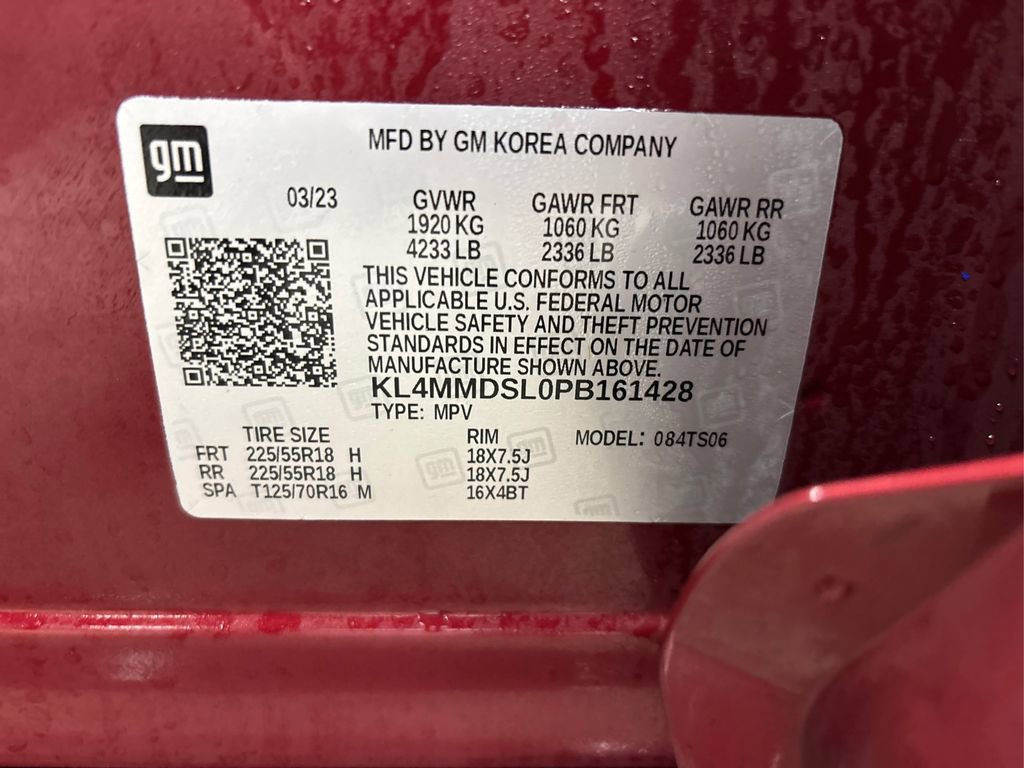 gm
MFD BY GM KOREA COMPANY
03/23 GVWR GAWR FRT GAWR RR
1920 KG 1060 KG 1060 KG
4233 LB 2336 LB 2336 LB
THIS VEHICLE CONFORMS TO ALL
APPLICABLE U.S. FEDERAL MOTOR
VEHICLE SAFETY AND THEFT PREVENTION
STANDARDS IN EFFECT ON THE DATE OF
MANUFACTURE SHOWN ABOVE.
KL4MMDSL0PB161428
TYPE: MPV
TIRE SIZE RIM MODEL: 084TS06
FRT 225/55R18 H 18X7.5J
RR 225/55R18 H 18X7.5J
SPA T125/70R16 M 16X4BT